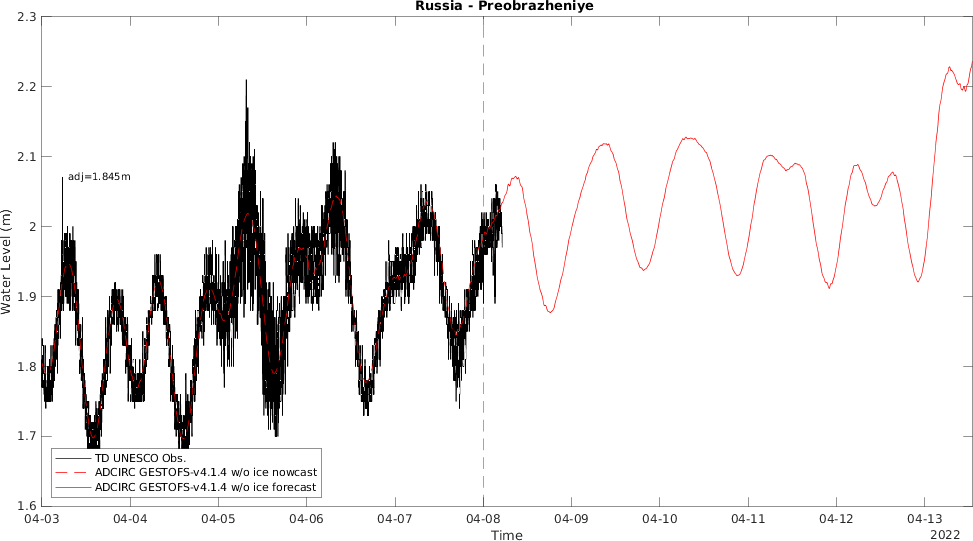 Russia - Preobrazheniye
2.3
2.2
2.1
2
1.9
1.8
1.7
1.6
Water Level (m)
adj=1.845m
TD UNESCO Obs.
ADCIRC GESTOFS-v4.1.4 w/o ice nowcast
ADCIRC GESTOFS-v4.1.4 w/o ice forecast
04-03 04-04 04-05 04-06 04-07 04-08 04-09 04-10 04-11 04-12 04-13
Time
2022